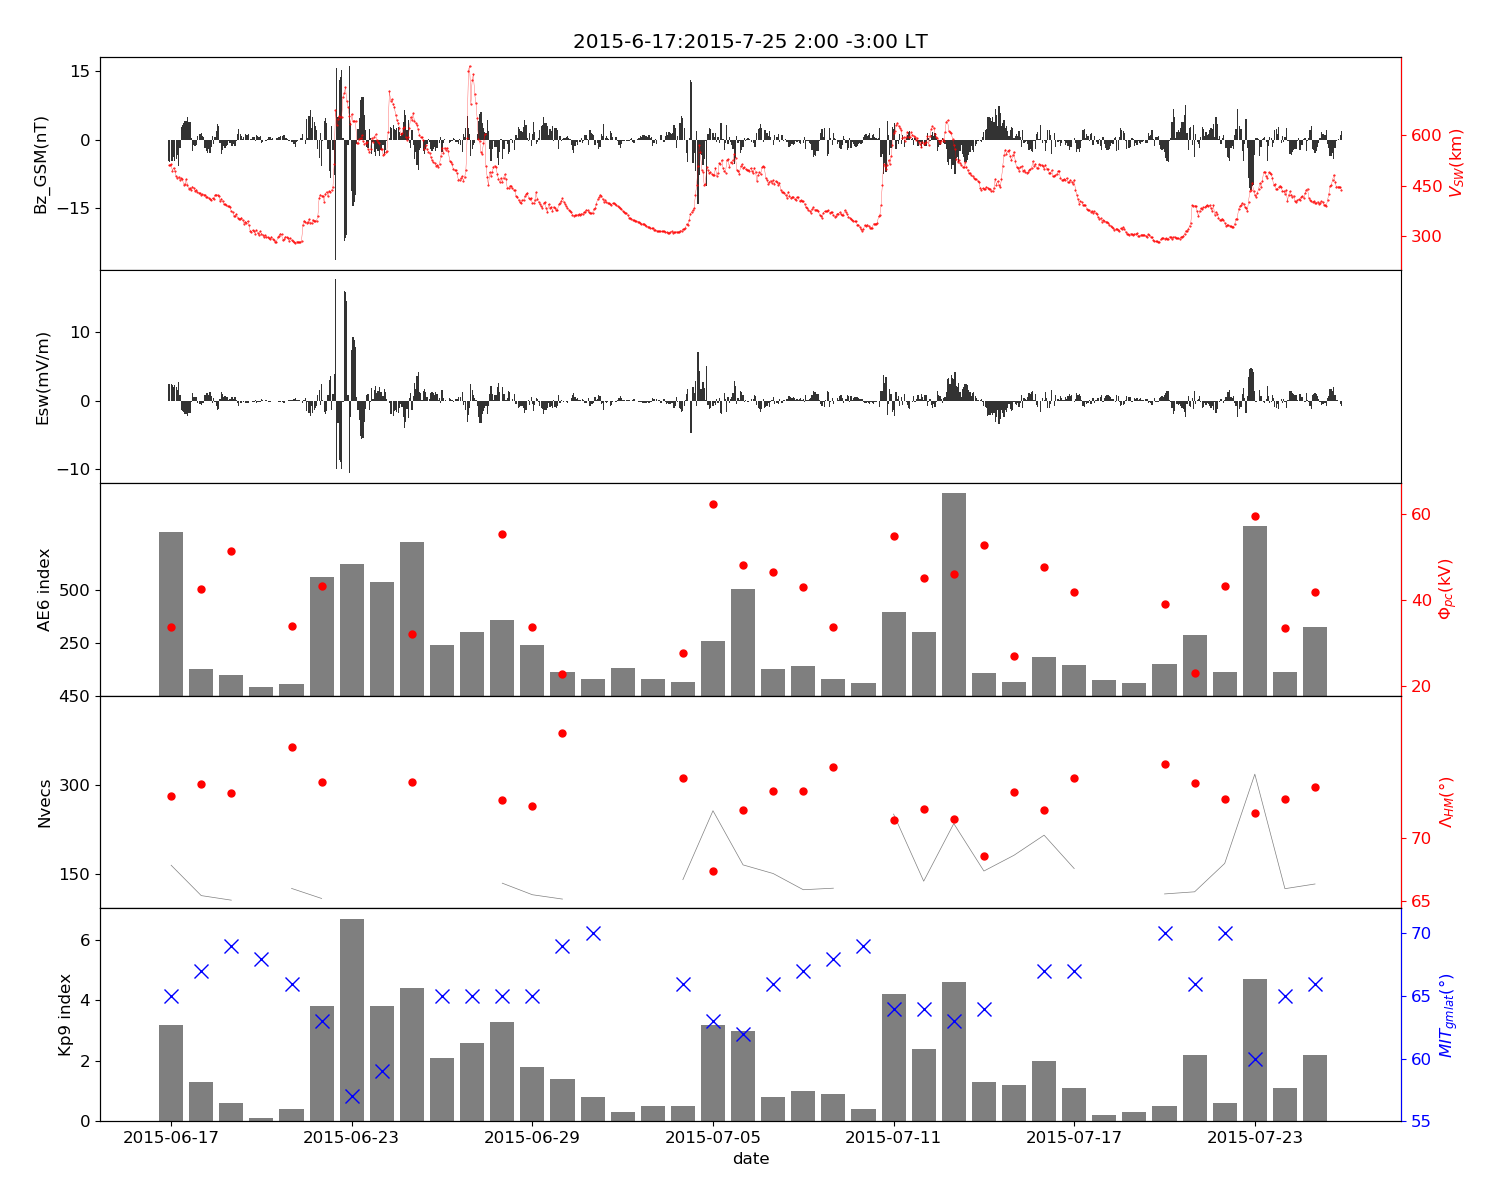 2015-6-17:2015-7-25 2:00 -3:00 LT
Bz_GSM(nT)
15
0
−15
600
450
300
V_SW(km)
Esw(mV/m)
10
0
−10
AE6 index
500
250
60
40
20
Φ_pc(kV)
Nvecs
450
300
150
70
65
Λ_HM(°)
Kp9 index
6
4
2
0
70
65
60
55
MIT_gmlat(°)
2015-06-17 2015-06-23 2015-06-29 2015-07-05 2015-07-11 2015-07-17 2015-07-23
date